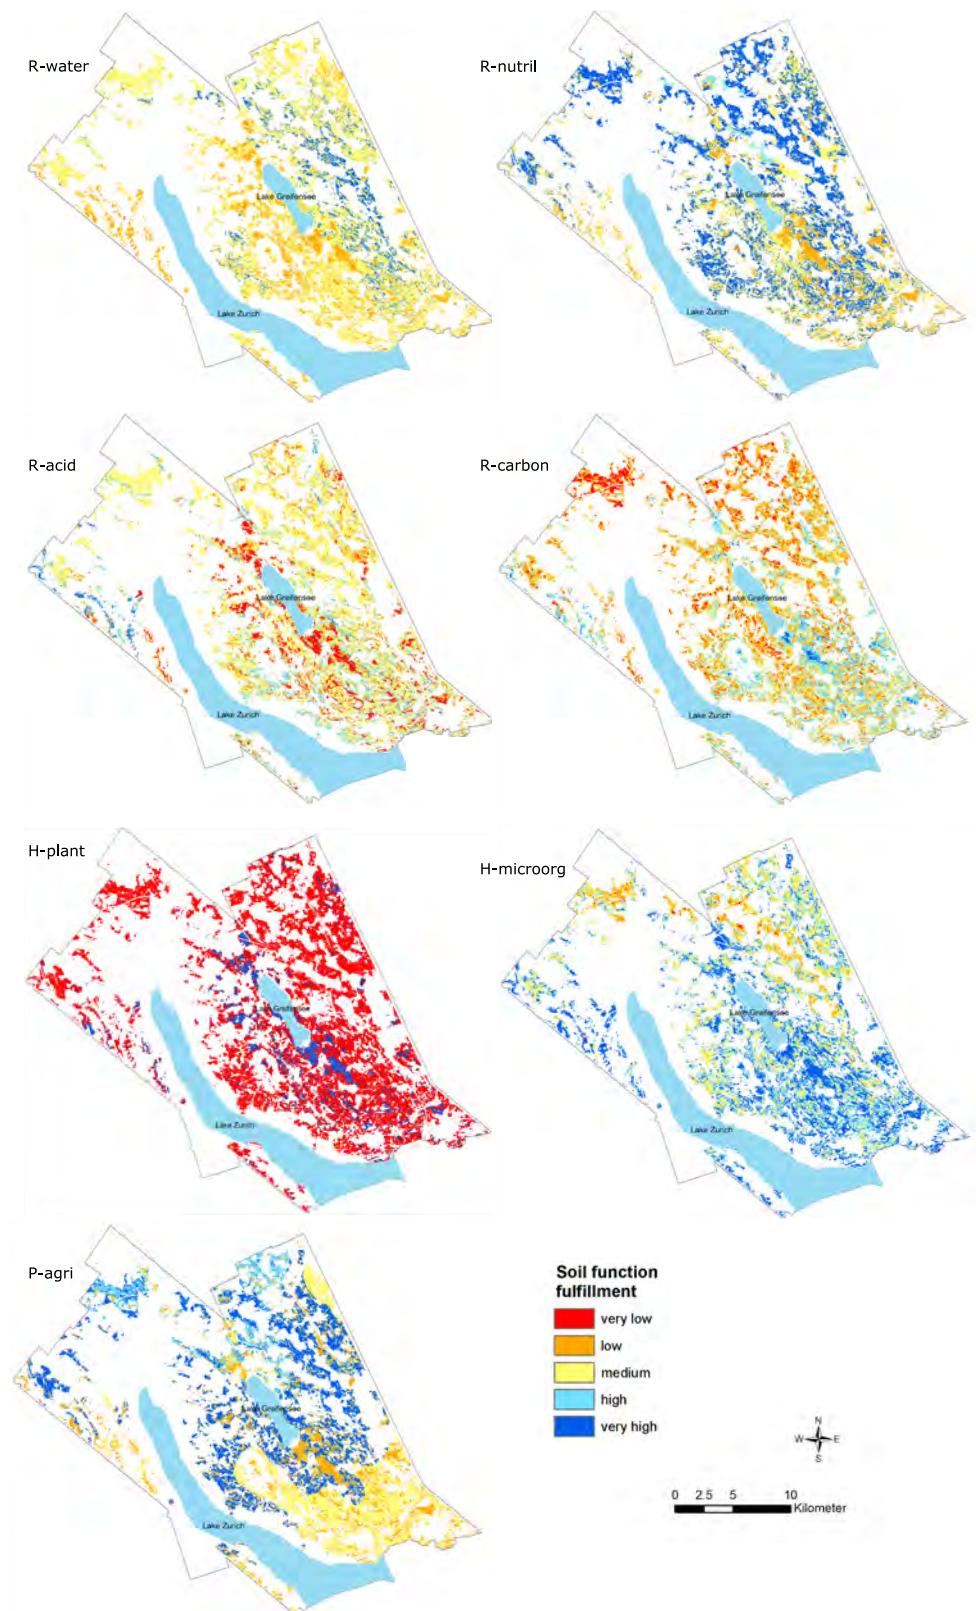 R-water
R-nutril
Lake Greifensee
Lake Greifensee
Lake Zurich
Lake Zurich
R-acid
R-carbon
Lake Greifensee
Lake Greifensee
Lake Zurich
Lake Zurich
H-plant
H-microorg
Lake Greifensee
Lake Greifensee
Lake Zurich
Lake Zurich
P-agri
Lake Greifensee
Lake Zurich
Soil function
fulfillment
very low
low
medium
high
very high
N
W E
S
0 2.5 5 10
Kilometer